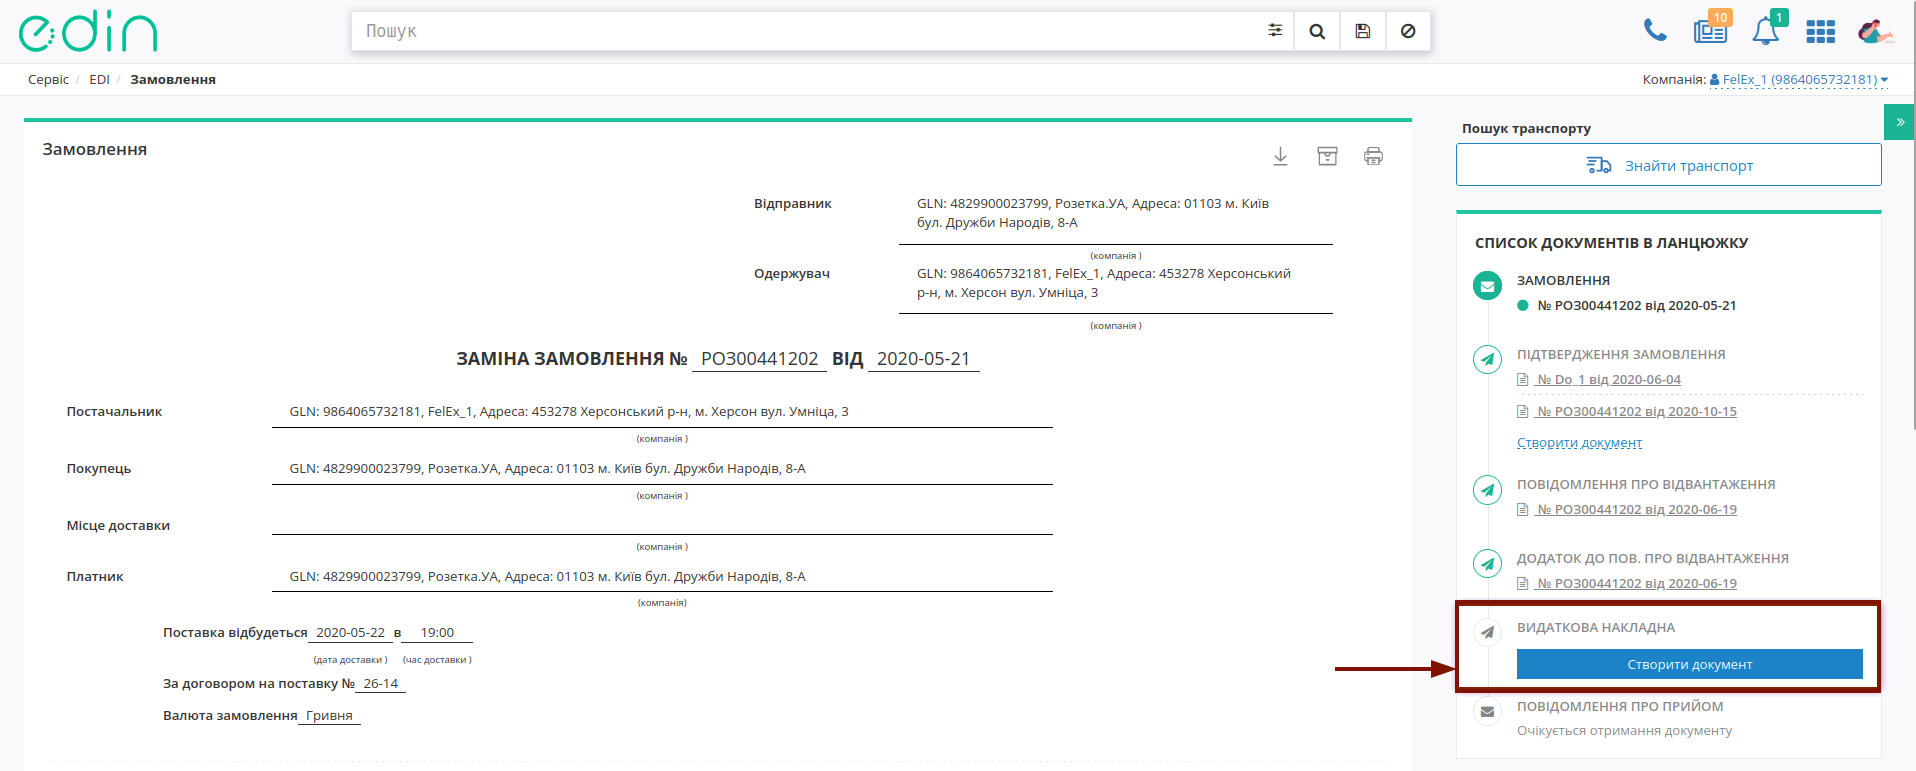 edin
Пошук
10
1
Сервіс / EDI / Замовлення
Компанія: FelEx_1 (9864065732181)
Замовлення
Відправник
GLN: 4829900023799, Розетка.УА, Адреса: 01103 м. Київ
бул. Дружби Народів, 8-А
(компанія )
Одержувач
GLN: 9864065732181, FelEx_1, Адреса: 453278 Херсонський
р-н, м. Херсон вул. Умніца, 3
(компанія )
ЗАМІНА ЗАМОВЛЕННЯ № РОЗ00441202 ВІД 2020-05-21
Постачальник
GLN: 9864065732181, FelEx_1, Адреса: 453278 Херсонський р-н, м. Херсон вул. Умніца, 3
(компанія )
Покупець
GLN: 4829900023799, Розетка.УА, Адреса: 01103 м. Київ бул. Дружби Народів, 8-А
(компанія )
Місце доставки
(компанія )
Платник
GLN: 4829900023799, Розетка.УА, Адреса: 01103 м. Київ бул. Дружби Народів, 8-А
(компанія)
Поставка відбудеться 2020-05-22 в 19:00
(дата доставки ) (час доставки )
За договором на поставку № 26-14
Валюта замовлення Гривня
»
Пошук транспорту
Знайти транспорт
СПИСОК ДОКУМЕНТІВ В ЛАНЦЮЖКУ
ЗАМОВЛЕННЯ
№ РОЗ00441202 від 2020-05-21
ПІДТВЕРДЖЕННЯ ЗАМОВЛЕННЯ
№ Do_1 від 2020-06-04
№ РОЗ00441202 від 2020-10-15
Створити документ
ПОВІДОМЛЕННЯ ПРО ВІДВАНТАЖЕННЯ
№ РОЗ00441202 від 2020-06-19
ДОДАТОК ДО ПОВ. ПРО ВІДВАНТАЖЕННЯ
№ РОЗ00441202 від 2020-06-19
ВИДАТКОВА НАКЛАДНА
Створити документ
ПОВІДОМЛЕННЯ ПРО ПРИЙОМ
Очікується отримання документу